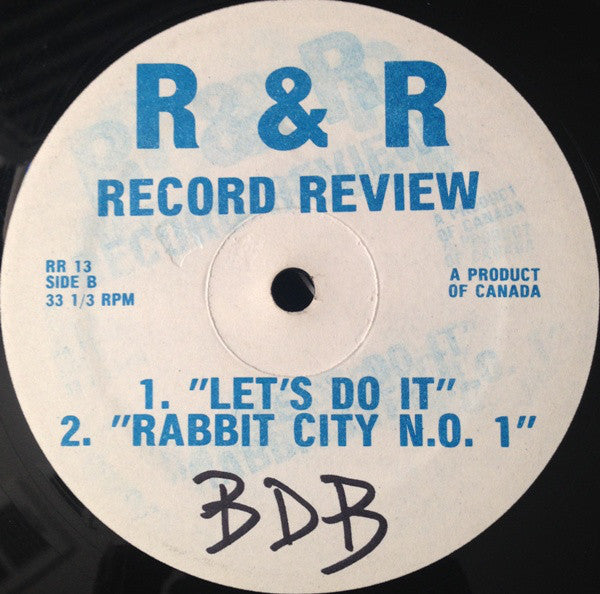 R & R
RECORD REVIEW
RR 13
SIDE B
33 1/3 RPM
A PRODUCT
OF CANADA
1. "LET'S DO IT"
2. "RABBIT CITY N.O. 1"
BDB